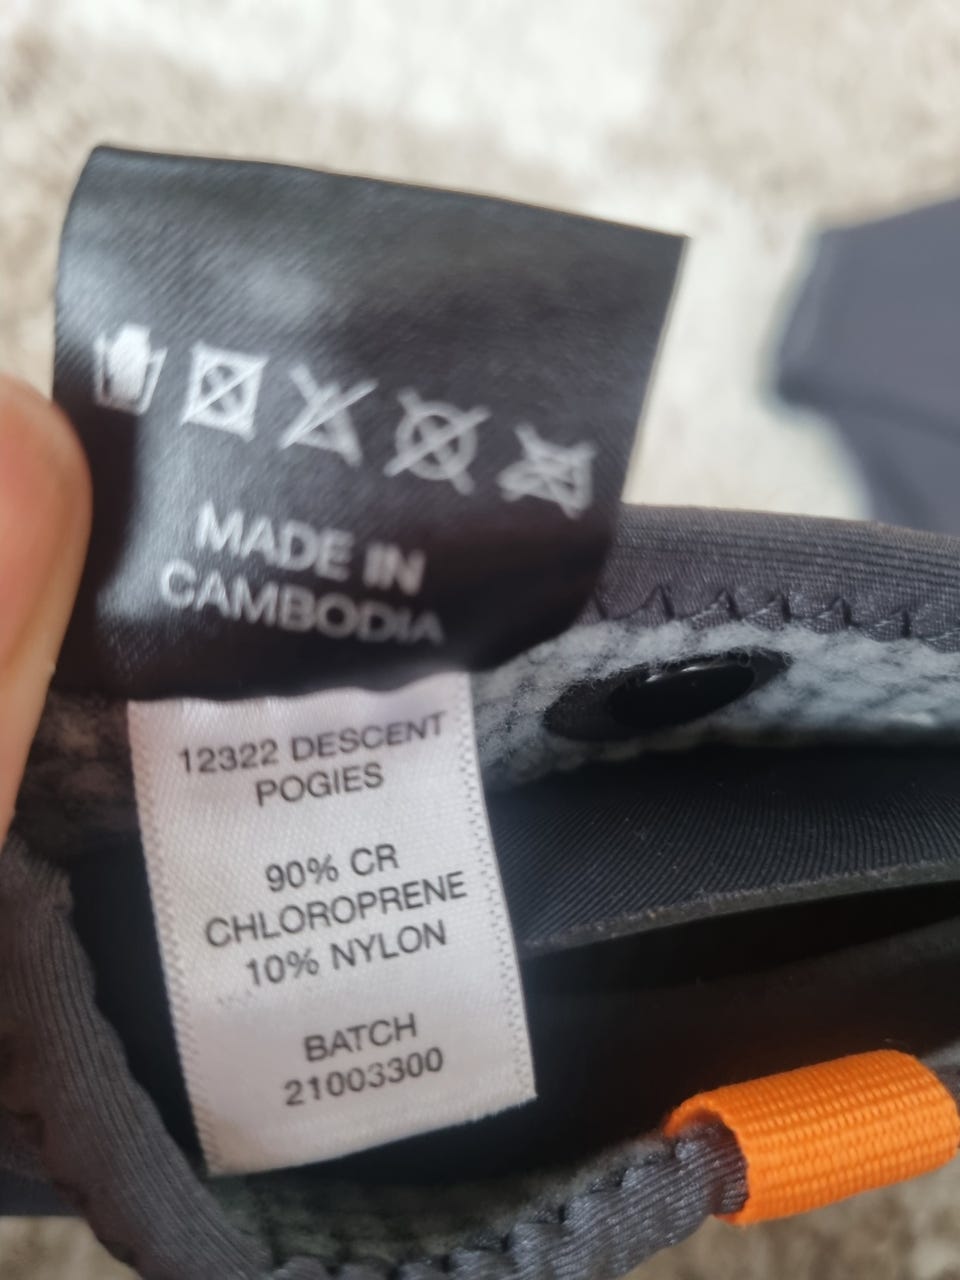 MADE IN
CAMBODIA
12322 DESCENT
POGIES
90% CR
CHLOROPRENE
10% NYLON
BATCH
21003300